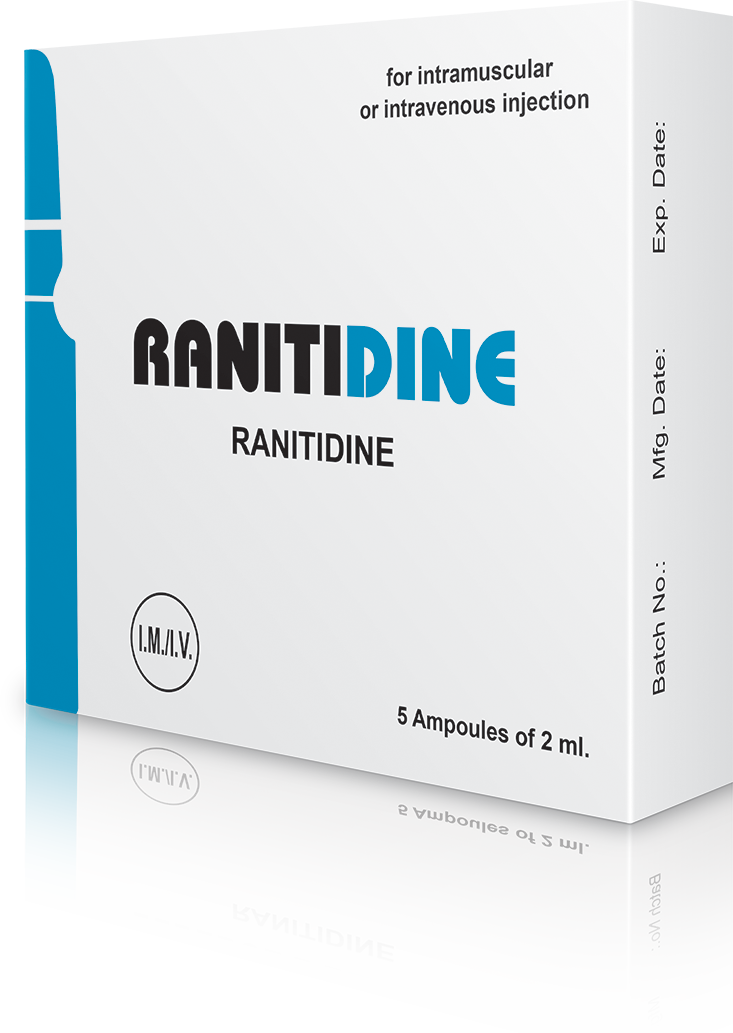 for intramuscular
or intravenous injection
RANITIDINE
RANITIDINE
I.M./I.V.
5 Ampoules of 2 ml.
Exp. Date:
Mfg. Date:
Batch No.: